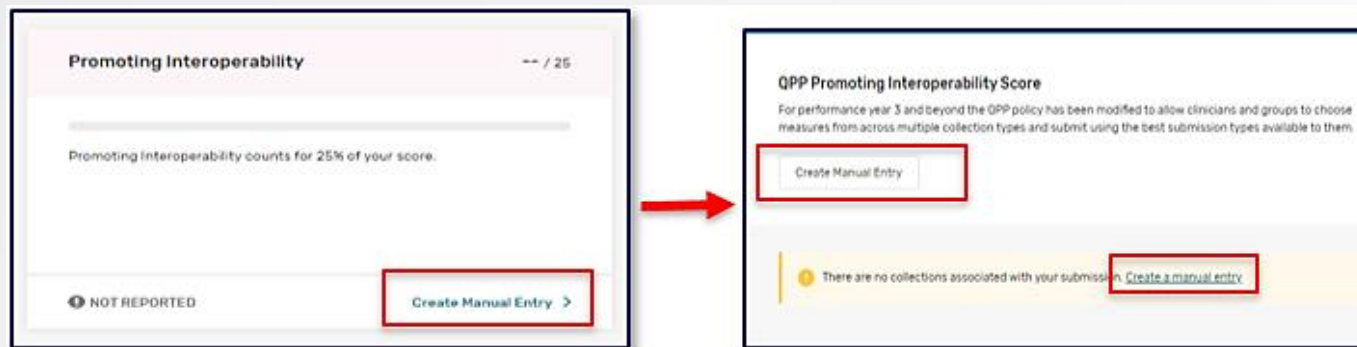 Promoting Interoperability
-- / 25
Promoting Interoperability counts for 25% of your score.
NOT REPORTED
Create Manual Entry >
QPP Promoting Interoperability Score
For performance year 3 and beyond the QPP policy has been modified to allow clinicians and groups to choose
measures from across multiple collection types and submit using the best submission types available to them.
Create Manual Entry
There are no collections associated with your submission. Create a manual entry